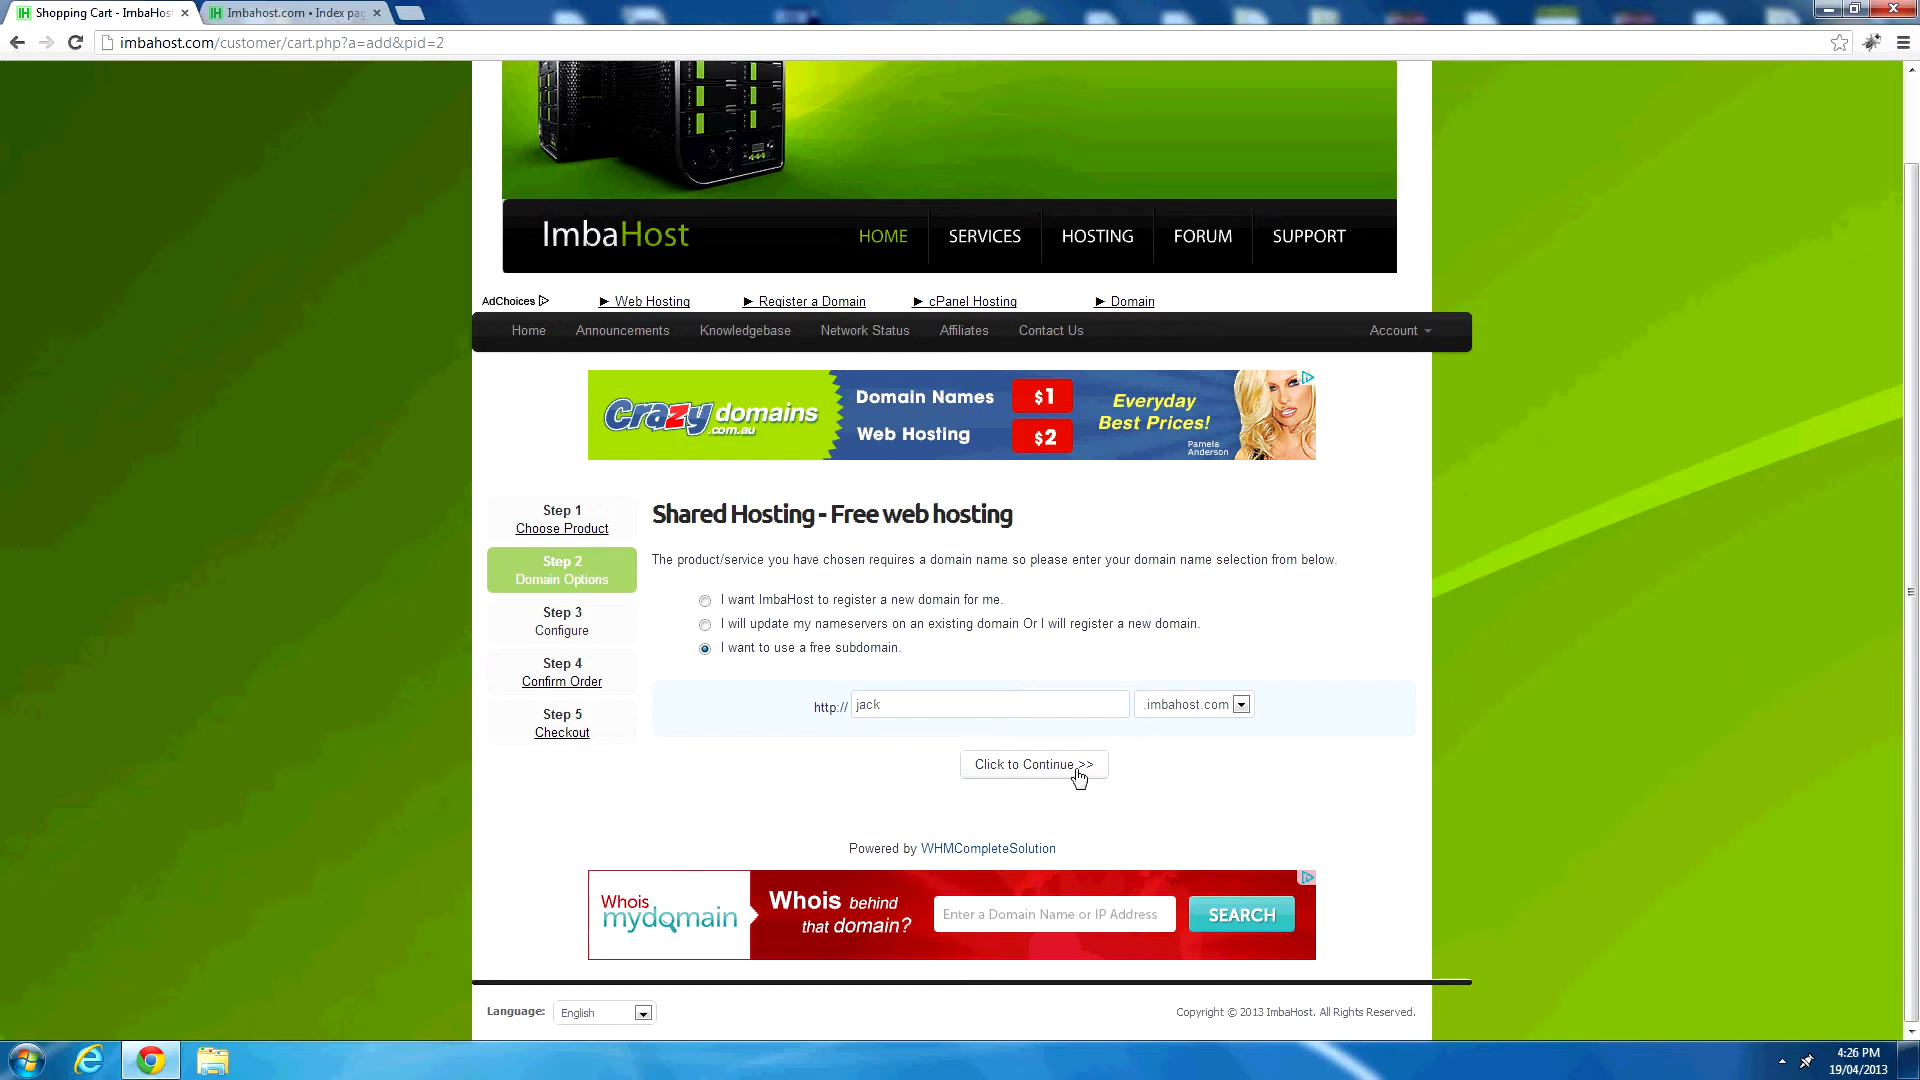 Shopping Cart - ImbaHost
Imbahost.com • Index pag
imbahost.com/customer/cart.php?a=add&pid=2
ImbaHost
HOME
SERVICES
HOSTING
FORUM
SUPPORT
AdChoices
► Web Hosting
► Register a Domain
► cPanel Hosting
► Domain
Home
Announcements
Knowledgebase
Network Status
Affiliates
Contact Us
Account
Crazy domains
.com.au
Domain Names $1
Web Hosting $2
Everyday
Best Prices!
Pamela
Anderson
Step 1
Choose Product
Step 2
Domain Options
Step 3
Configure
Step 4
Confirm Order
Step 5
Checkout
Shared Hosting - Free web hosting
The product/service you have chosen requires a domain name so please enter your domain name selection from below.
I want ImbaHost to register a new domain for me.
I will update my nameservers on an existing domain Or I will register a new domain.
I want to use a free subdomain.
http:// jack .imbahost.com
Click to Continue >>
Powered by WHMCompleteSolution
Whois
mydomain
Whois behind
that domain?
Enter a Domain Name or IP Address
SEARCH
Language: English
Copyright © 2013 ImbaHost. All Rights Reserved.
4:26 PM
19/04/2013